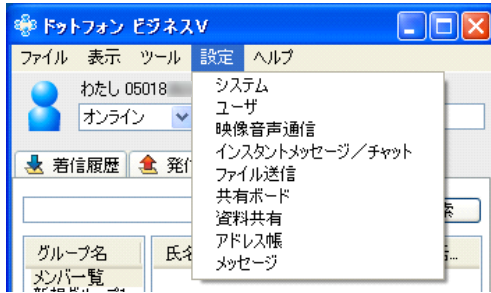 ドットフォン ビジネスV
ファイル 表示 ツール 設定 ヘルプ
わたし 05018
オンライン
システム
ユーザ
映像音声通信
インスタントメッセージ／チャット
ファイル送信
共有ボード
資料共有
アドレス帳
メッセージ
着信履歴 発
グループ名 氏
メンバ一覧